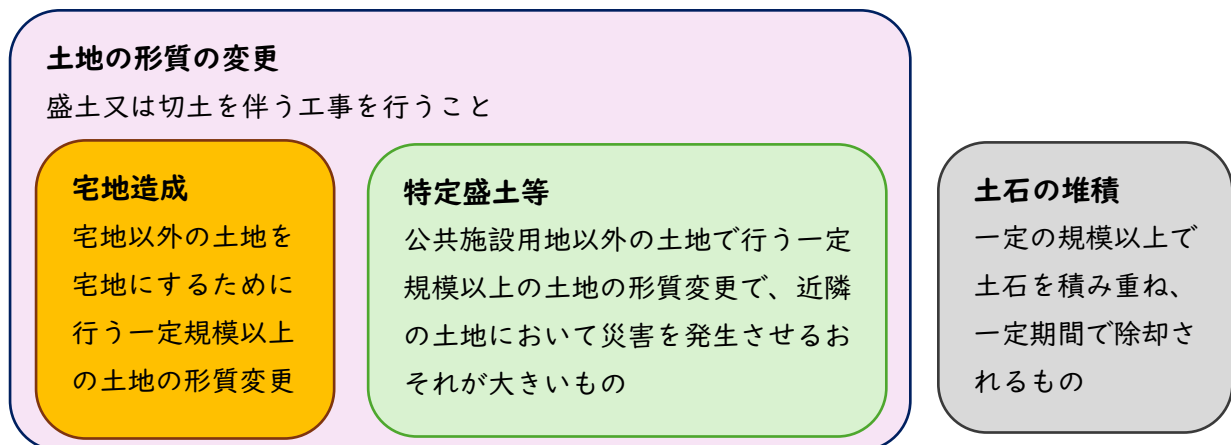 土地の形質の変更
盛土又は切土を伴う工事を行うこと
宅地造成
宅地以外の土地を
宅地にするために
行う一定規模以上
の土地の形質変更
特定盛土等
公共施設用地以外の土地で行う一定
規模以上の土地の形質変更で、近隣
の土地において災害を発生させるお
それが大きいもの
土石の堆積
一定の規模以上で
土石を積み重ね、
一定期間で除却さ
れるもの